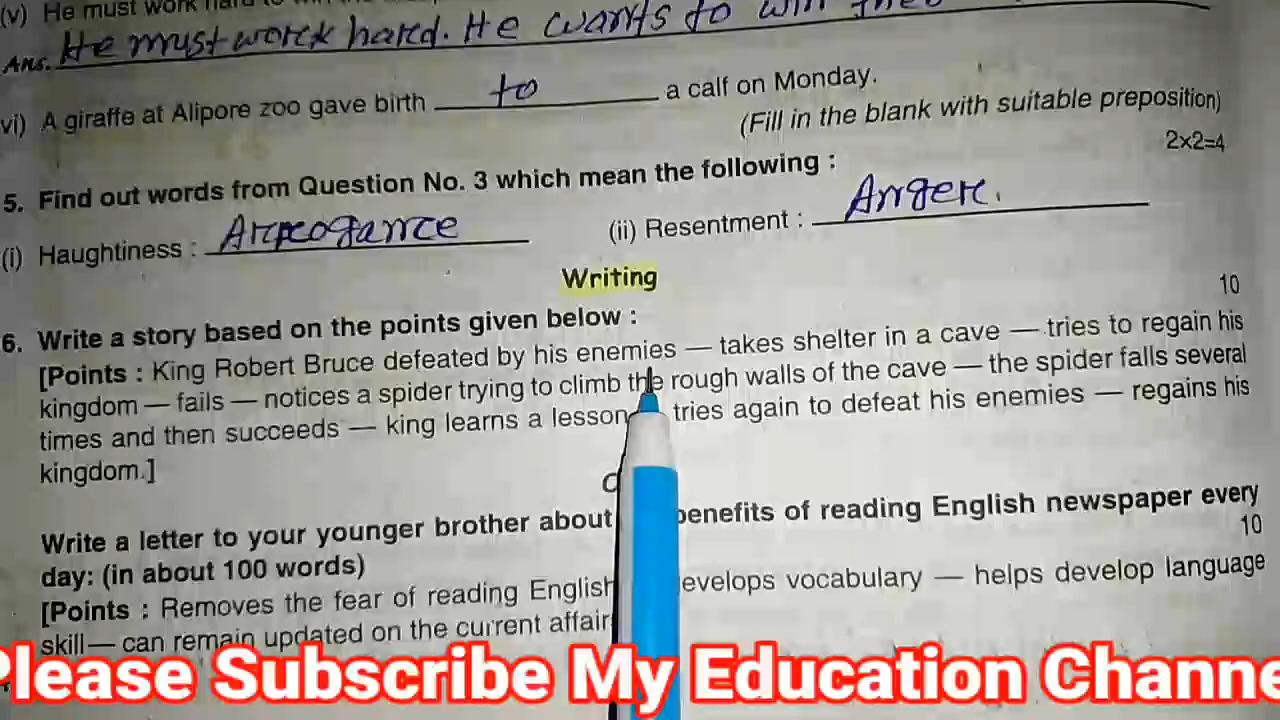 (v) He must work hard to win
Ans. He must work hard. He wants to win the
vi) A giraffe at Alipore zoo gave birth to a calf on Monday.
(Fill in the blank with suitable preposition)
2x2=4
5. Find out words from Question No. 3 which mean the following :
(i) Haughtiness : Arrogance (ii) Resentment : Anger.
Writing
10
6. Write a story based on the points given below :
[Points : King Robert Bruce defeated by his enemies — takes shelter in a cave — tries to regain his
kingdom — fails — notices a spider trying to climb the rough walls of the cave — the spider falls several
times and then succeeds — king learns a lesson tries again to defeat his enemies — regains his
kingdom.]
Write a letter to your younger brother about benefits of reading English newspaper every
day: (in about 100 words) 10
[Points : Removes the fear of reading English evelops vocabulary — helps develop language
skill— can remain updated on the current affair
Please Subscribe My Education Channe